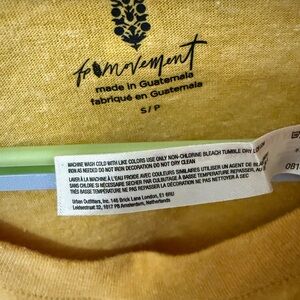 fp movement
made in Guatemala
fabriqué en Guatemala
S/P
MACHINE WASH COLD WITH LIKE COLORS USE ONLY NON-CHLORINE BLEACH TUMBLE DRY LOW
IRON AS NEEDED DO NOT IRON DECORATION DO NOT DRY CLEAN
LAVER À LA MACHINE À L'EAU FROIDE AVEC COULEURS SIMILAIRES UTILISER UN AGENT DE
SANS CHLORE SI NÉCESSAIRE SÉCHER PAR CULBUTAGE À BASSE TEMPÉRATURE REPASSER
TEMPÉRATURE NE PAS REPASSER LA DÉCORATION NE PAS NETTOYER À SEC
Urban Outfitters, Inc. 146 Brick Lane London, E1 6RU
Leidsestraat 32, 1017 PB Amsterdam, Netherlands